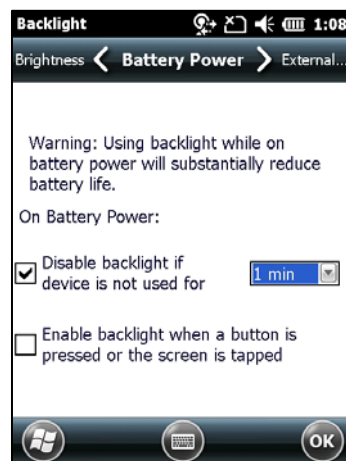 Backlight 1:08
Brightness Battery Power External...
Warning: Using backlight while on
battery power will substantially reduce
battery life.
On Battery Power:
Disable backlight if
device is not used for
1 min
Enable backlight when a button is
pressed or the screen is tapped
OK